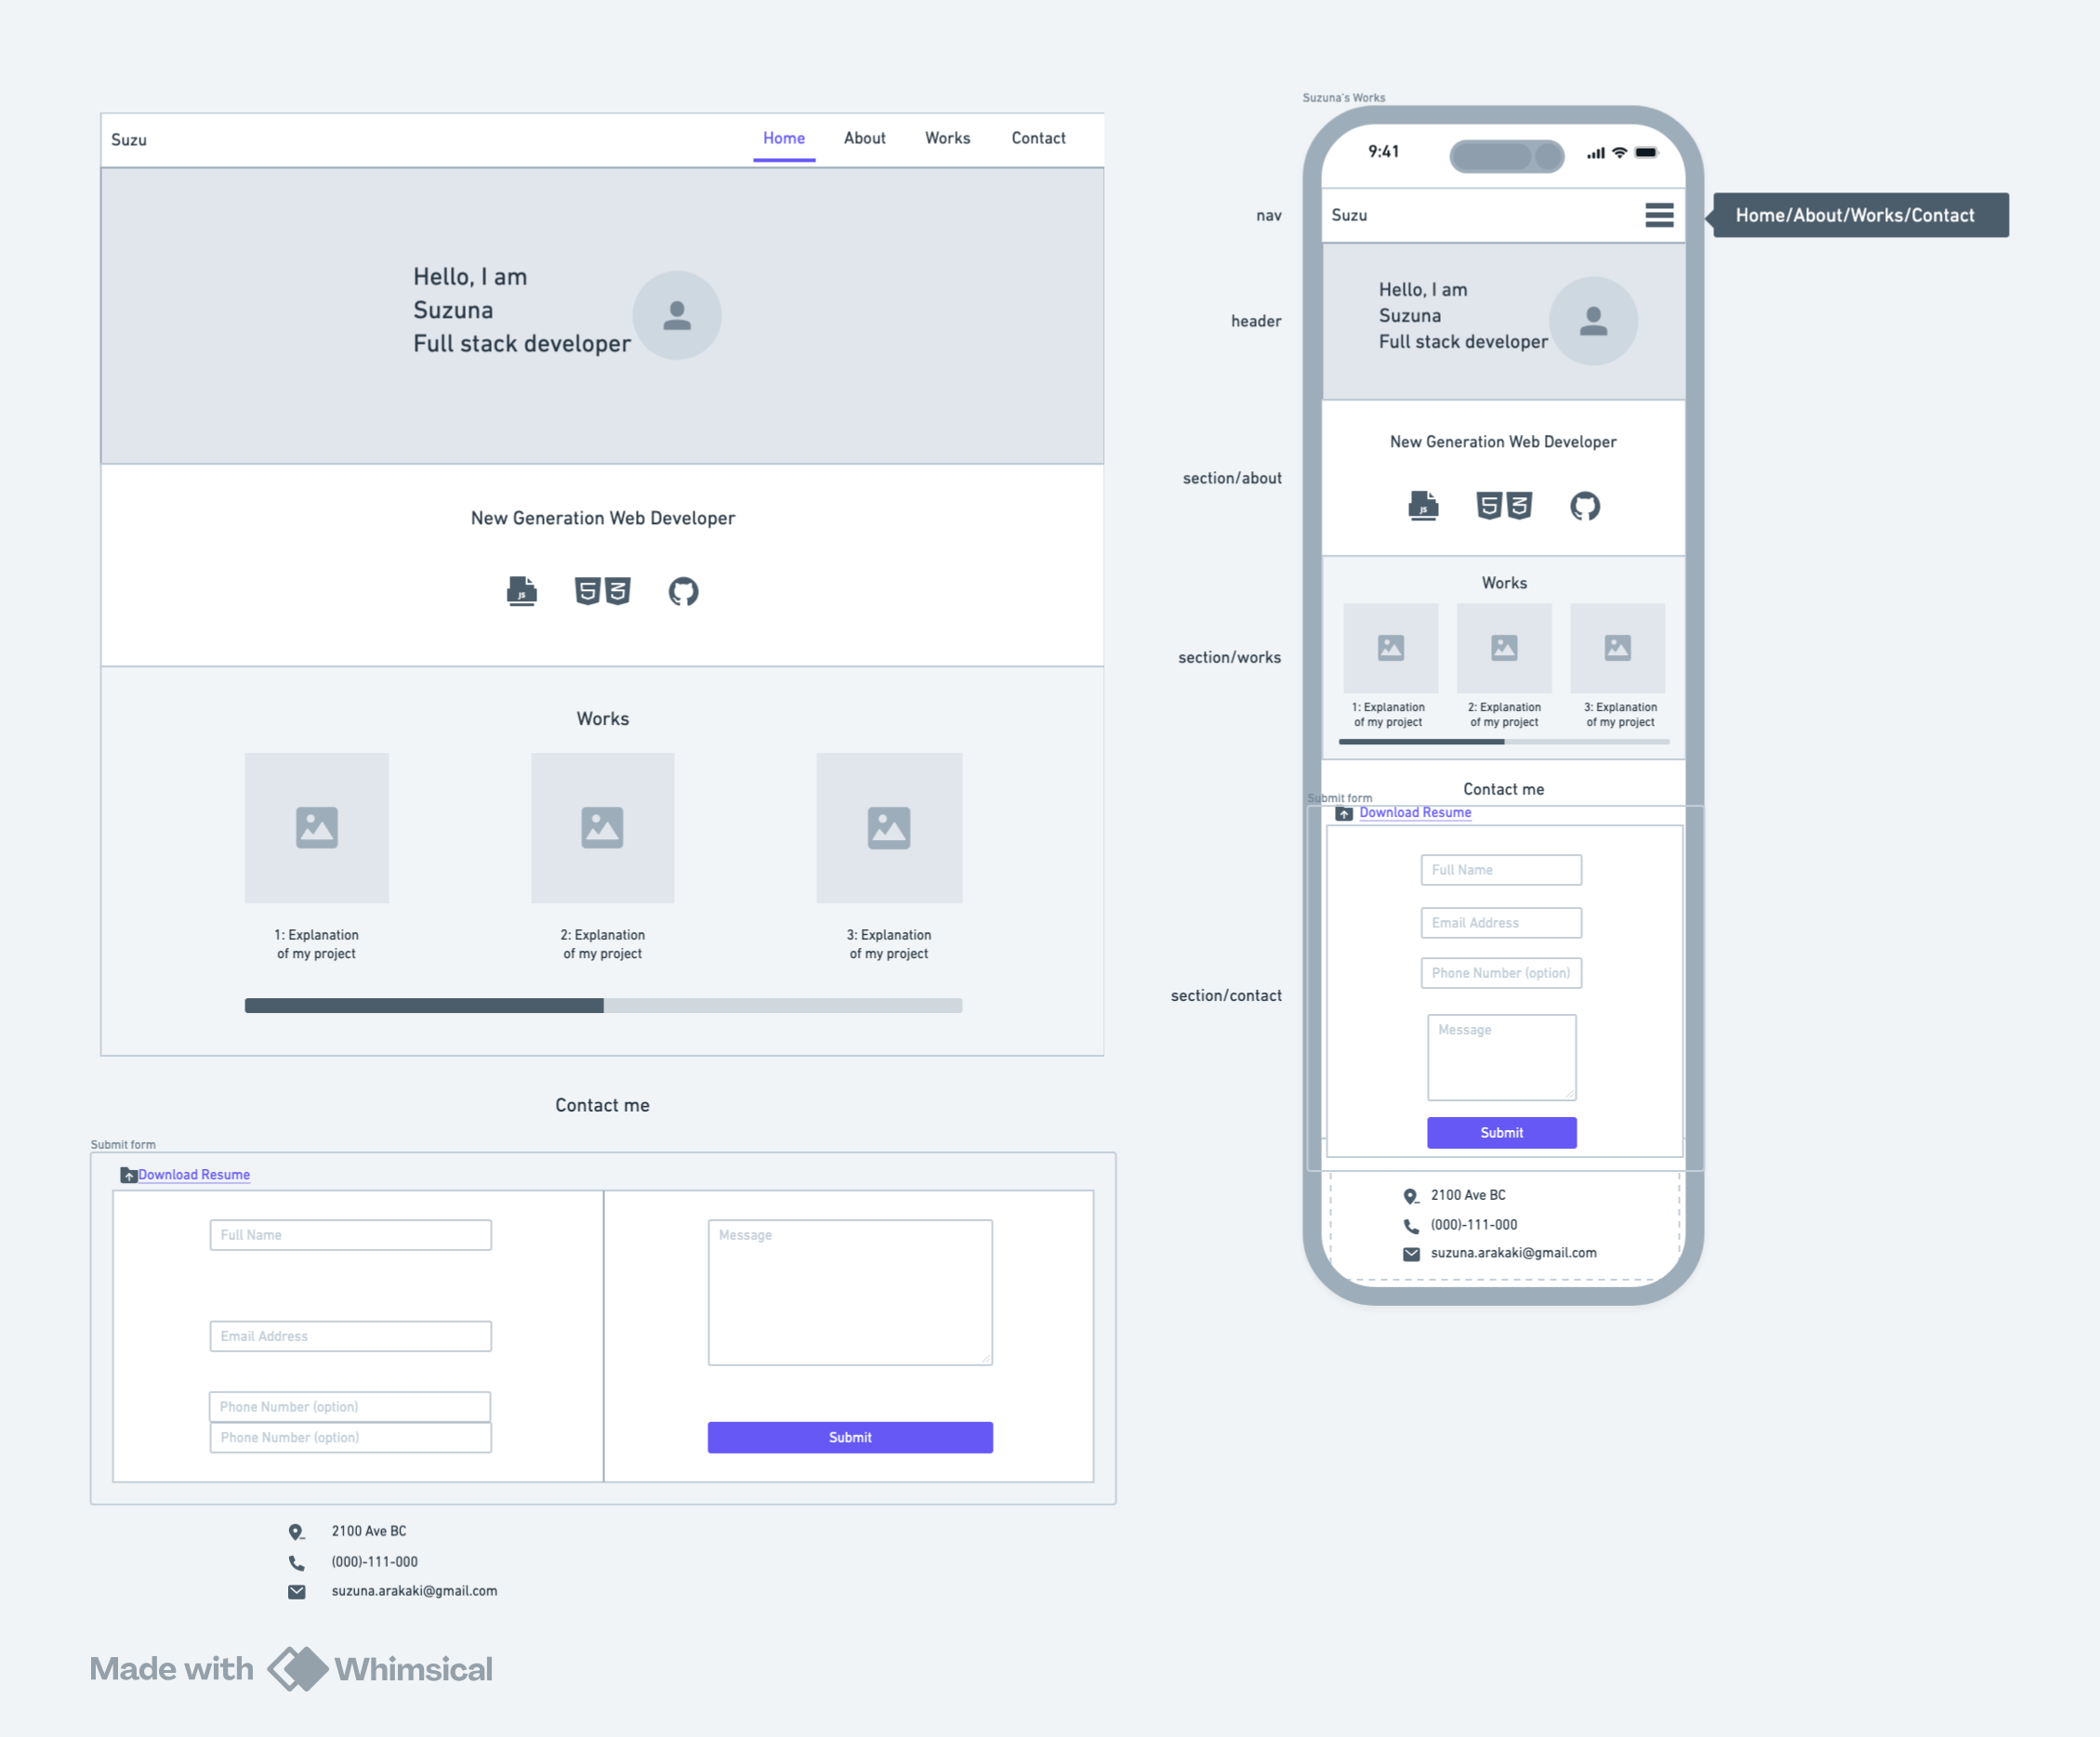 Suzu
Home
About
Works
Contact
Hello, I am
Suzuna
Full stack developer
New Generation Web Developer
JS
Works
1: Explanation
of my project
2: Explanation
of my project
3: Explanation
of my project
Contact me
Submit form
Download Resume
Full Name
Email Address
Phone Number (option)
Phone Number (option)
Message
Submit
2100 Ave BC
(000)-111-000
suzuna.arakaki@gmail.com
nav
header
section/about
section/works
section/contact
Suzuna's Works
9:41
Suzu
Home/About/Works/Contact
Hello, I am
Suzuna
Full stack developer
New Generation Web Developer
JS
Works
1: Explanation
of my project
2: Explanation
of my project
3: Explanation
of my project
Contact me
Submit form
Download Resume
Full Name
Email Address
Phone Number (option)
Message
Submit
2100 Ave BC
(000)-111-000
suzuna.arakaki@gmail.com
Made with Whimsical